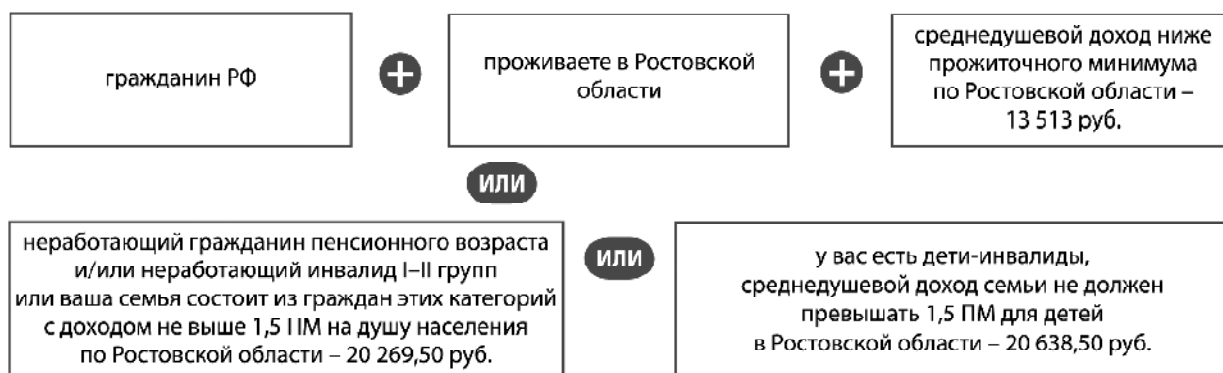 гражданин РФ
+
проживаете в Ростовской
области
+
среднедушевой доход ниже
прожиточного минимума
по Ростовской области –
13 513 руб.
ИЛИ
неработающий гражданин пенсионного возраста
и/или неработающий инвалид I–II групп
или ваша семья состоит из граждан этих категорий
с доходом не выше 1,5 ПМ на душу населения
по Ростовской области – 20 269,50 руб.
ИЛИ
у вас есть дети-инвалиды,
среднедушевой доход семьи не должен
превышать 1,5 ПМ для детей
в Ростовской области – 20 638,50 руб.